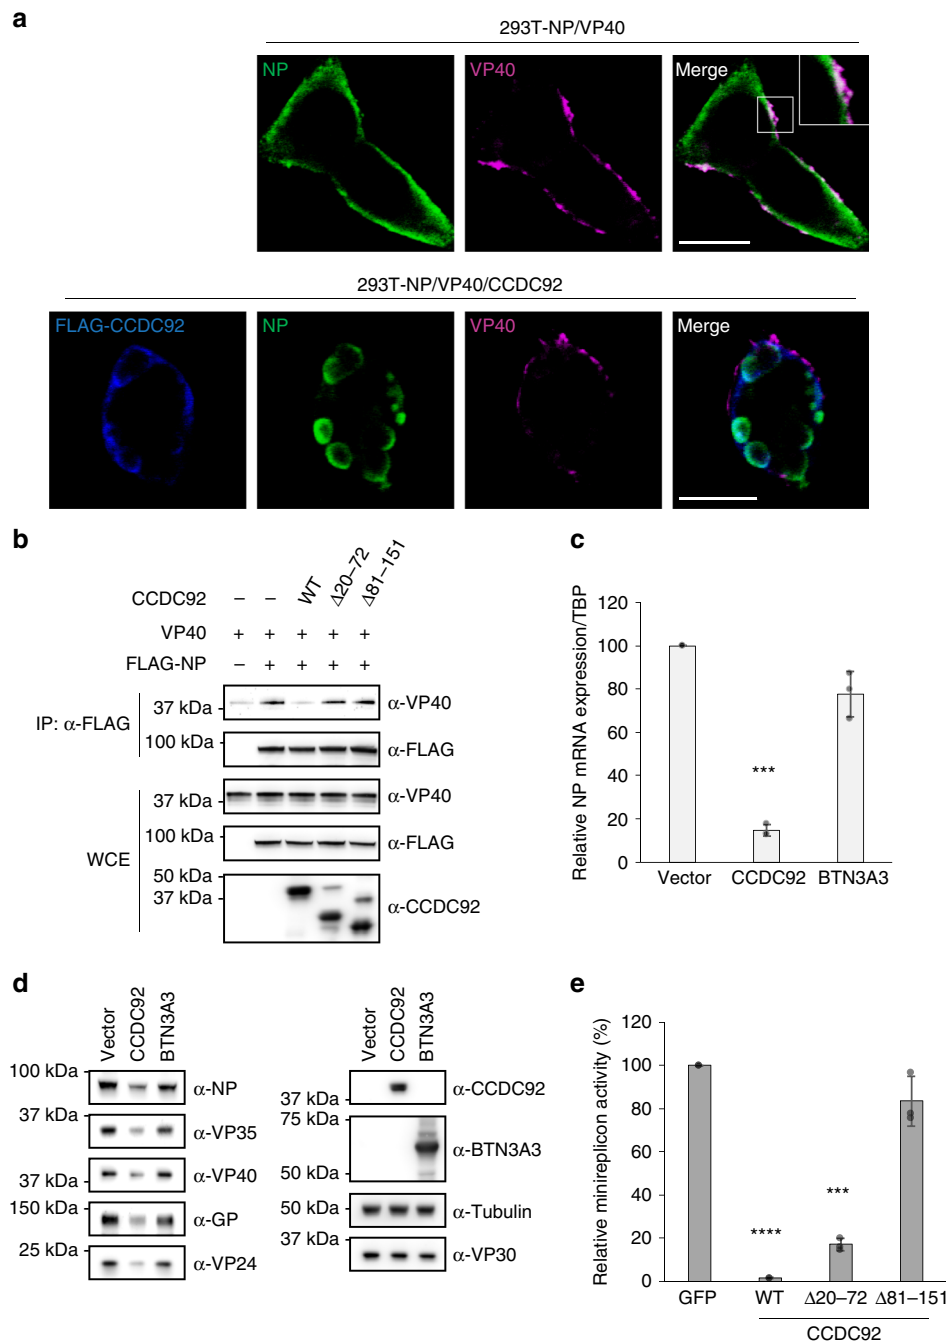 a
293T-NP/VP40
NP
VP40
Merge
293T-NP/VP40/CCDC92
FLAG-CCDC92
NP
VP40
Merge
b
CCDC92 – – WT Δ20–72 Δ81–151
VP40 + + + + +
FLAG-NP – + + + +
IP: α-FLAG
37 kDa
α-VP40
100 kDa
α-FLAG
WCE
37 kDa
α-VP40
100 kDa
α-FLAG
50 kDa
37 kDa
α-CCDC92
c
Relative NP mRNA expression/TBP
120
100
80
60
40
20
0
***
Vector CCDC92 BTN3A3
d
Vector CCDC92 BTN3A3
100 kDa
α-NP
37 kDa
α-VP35
37 kDa
α-VP40
150 kDa
α-GP
25 kDa
α-VP24
Vector CCDC92 BTN3A3
37 kDa
α-CCDC92
75 kDa
α-BTN3A3
50 kDa
50 kDa
α-Tubulin
37 kDa
α-VP30
e
Relative minireplicon activity (%)
120
100
80
60
40
20
0
****
***
GFP WT Δ20–72 Δ81–151
CCDC92